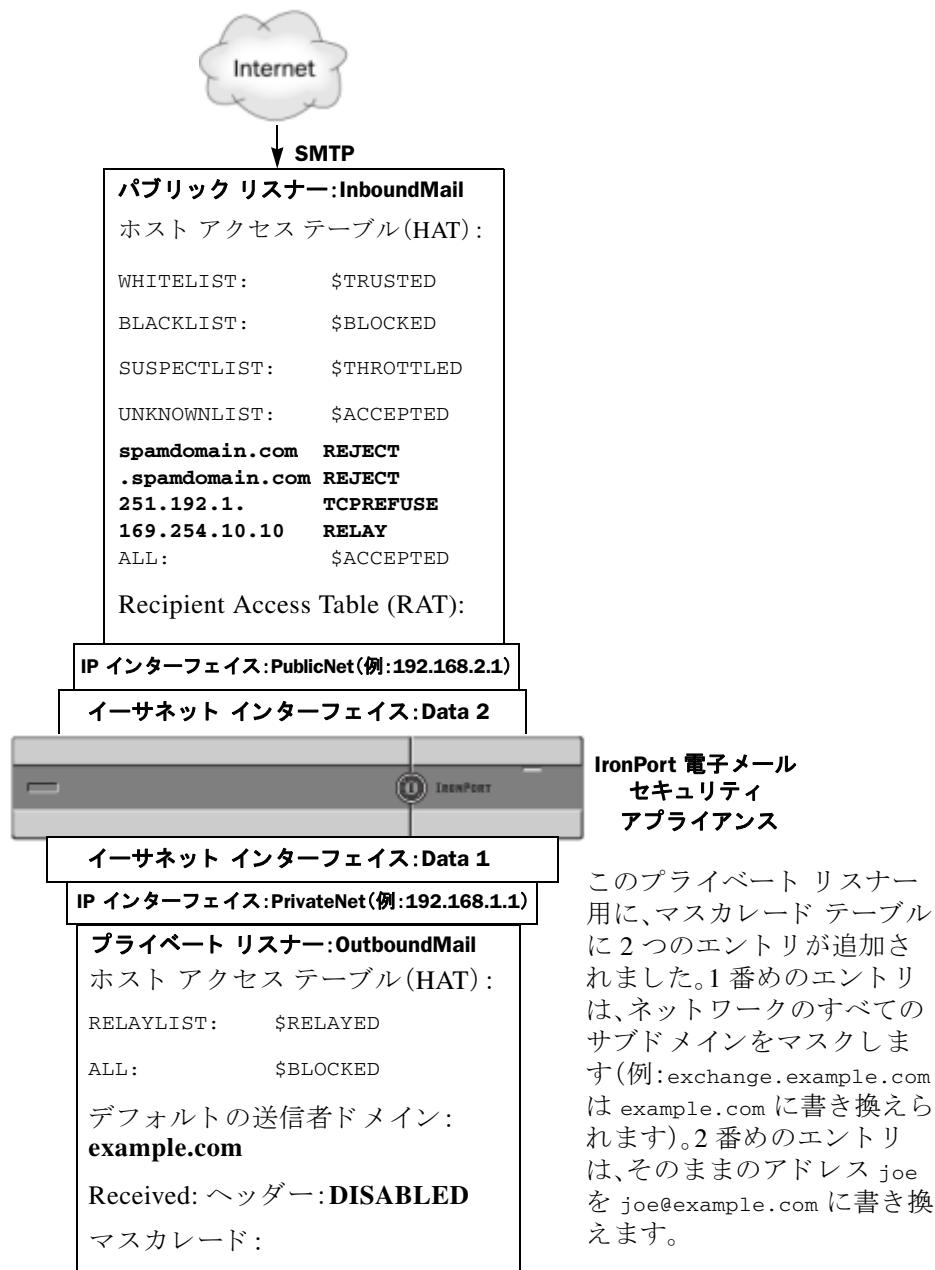 Internet
SMTP
パブリック リスナー:InboundMail
ホスト アクセス テーブル(HAT):
WHITELIST: $TRUSTED
BLACKLIST: $BLOCKED
SUSPECTLIST: $THROTTLED
UNKNOWNLIST: $ACCEPTED
spamdomain.com REJECT
.spamdomain.com REJECT
251.192.1. TCPREFUSE
169.254.10.10 RELAY
ALL: $ACCEPTED
Recipient Access Table (RAT):
IP インターフェイス:PublicNet(例:192.168.2.1)
イーサネット インターフェイス:Data 2
IRONPORT
IronPort 電子メール
セキュリティ
アプライアンス
イーサネット インターフェイス:Data 1
IP インターフェイス:PrivateNet(例:192.168.1.1)
プライベート リスナー:OutboundMail
ホスト アクセス テーブル(HAT):
RELAYLIST: $RELAYED
ALL: $BLOCKED
デフォルトの送信者ドメイン:
example.com
Received: ヘッダー:DISABLED
マスカレード:
このプライベート リスナー
用に、マスカレード テーブル
に 2 つのエントリが追加さ
れました。1 番めのエントリ
は、ネットワークのすべての
サブドメインをマスクしま
す(例:exchange.example.com
は example.com に書き換えら
れます)。2 番めのエントリ
は、そのままのアドレス joe
を joe@example.com に書き換
えます。